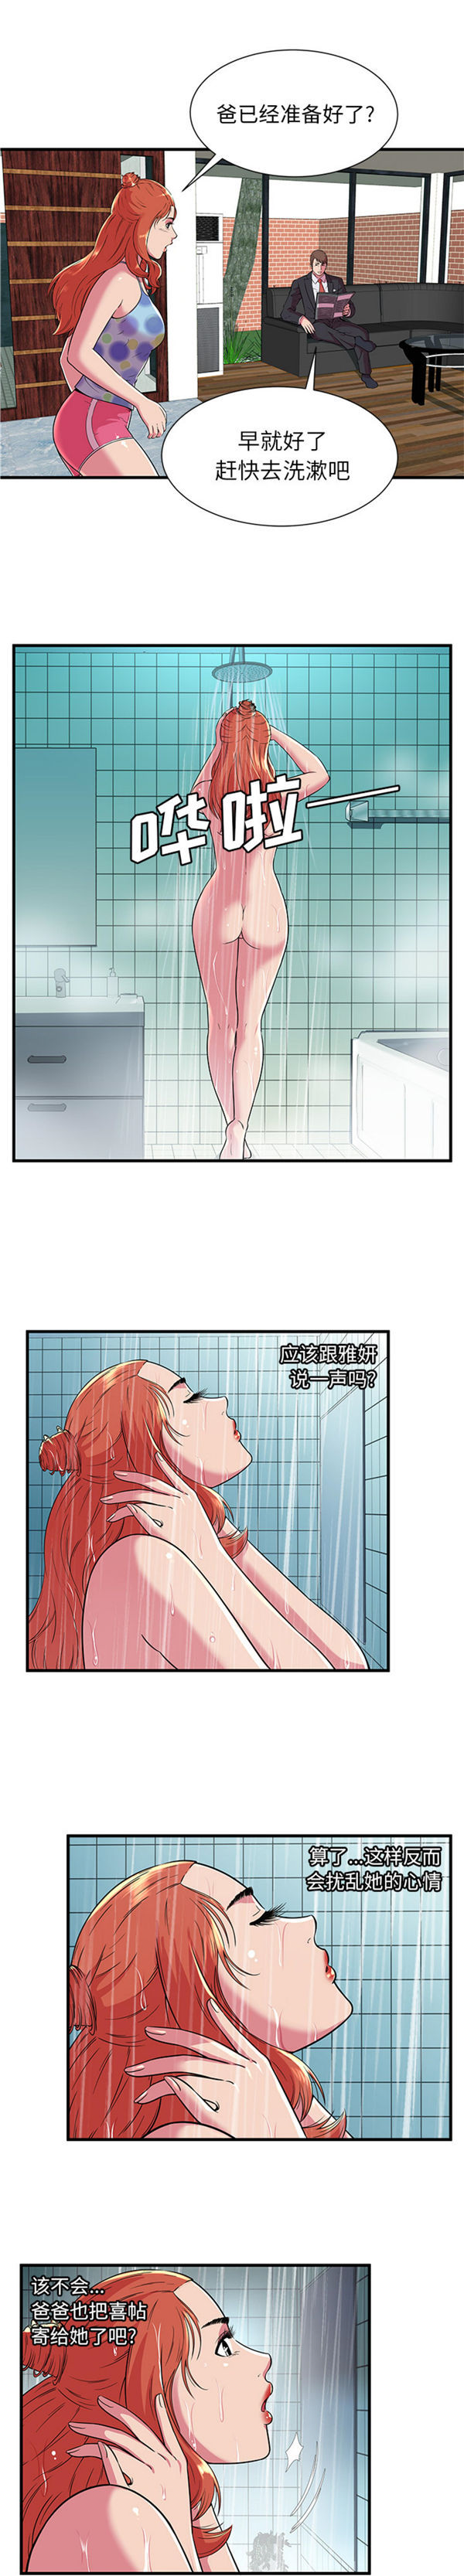 爸已经准备好了?
早就好了
赶快去洗漱吧
哗啦——
应该跟雅妍
说一声吗?
算了...这样反而
会扰乱她的心情
该不会...
爸爸也把喜帖
寄给她了吧?